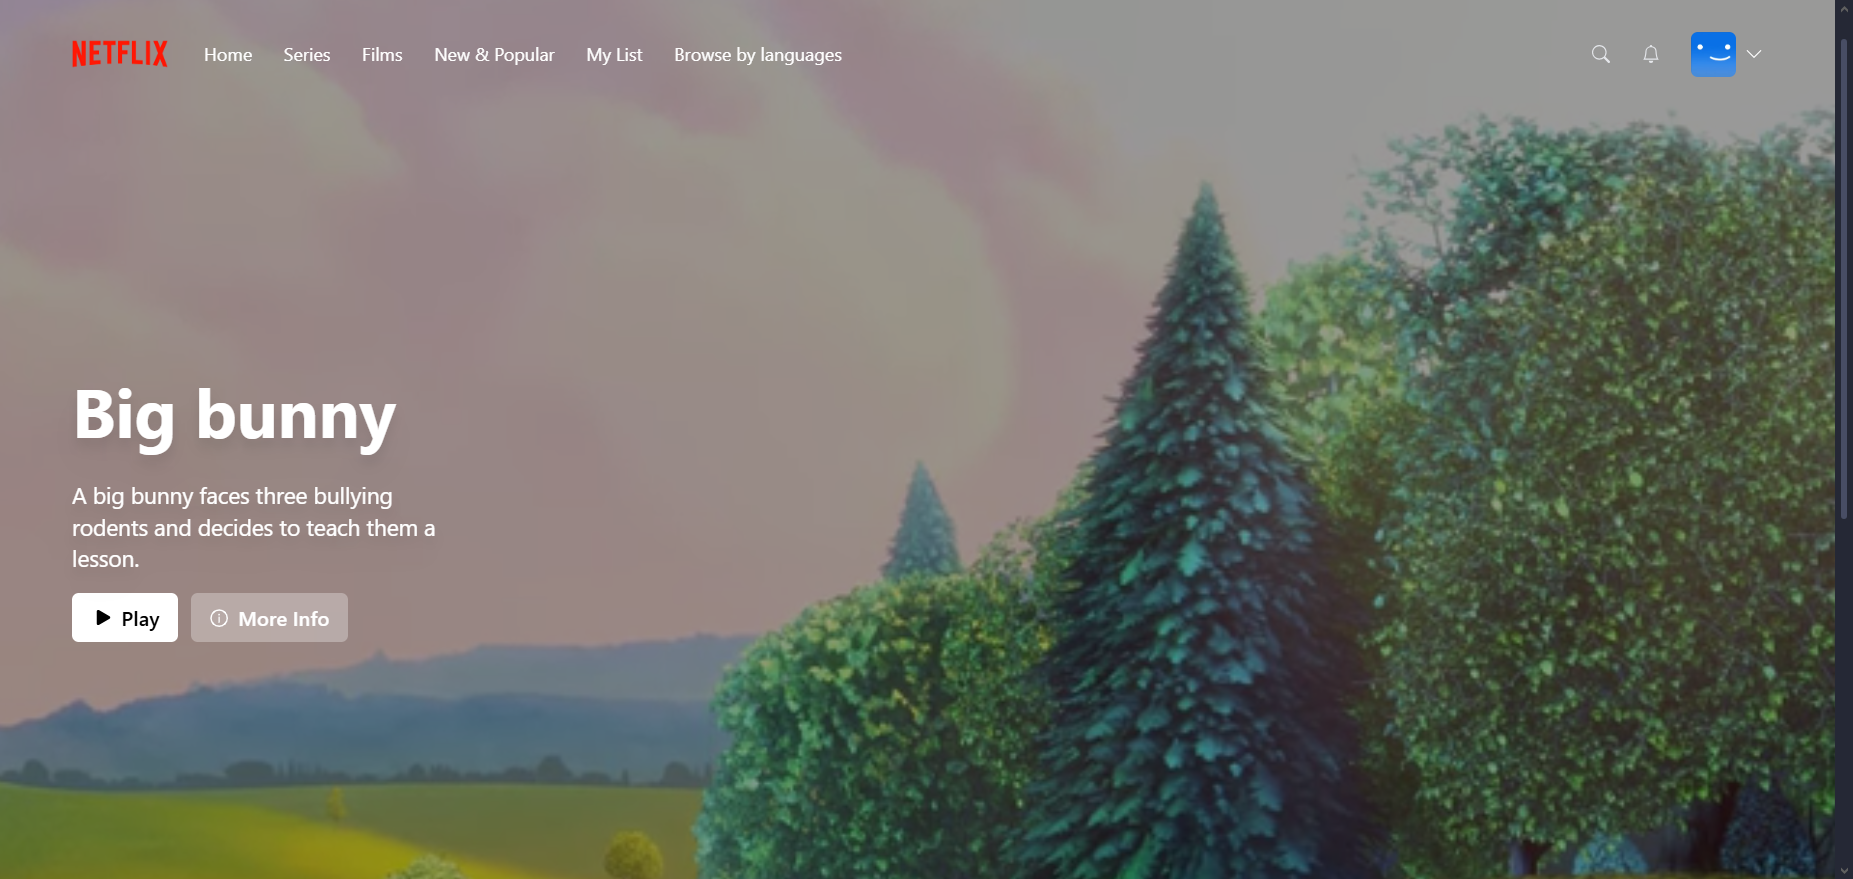 NETFLIX Home Series Films New & Popular My List Browse by languages
Big bunny
A big bunny faces three bullying
rodents and decides to teach them a
lesson.
Play More Info